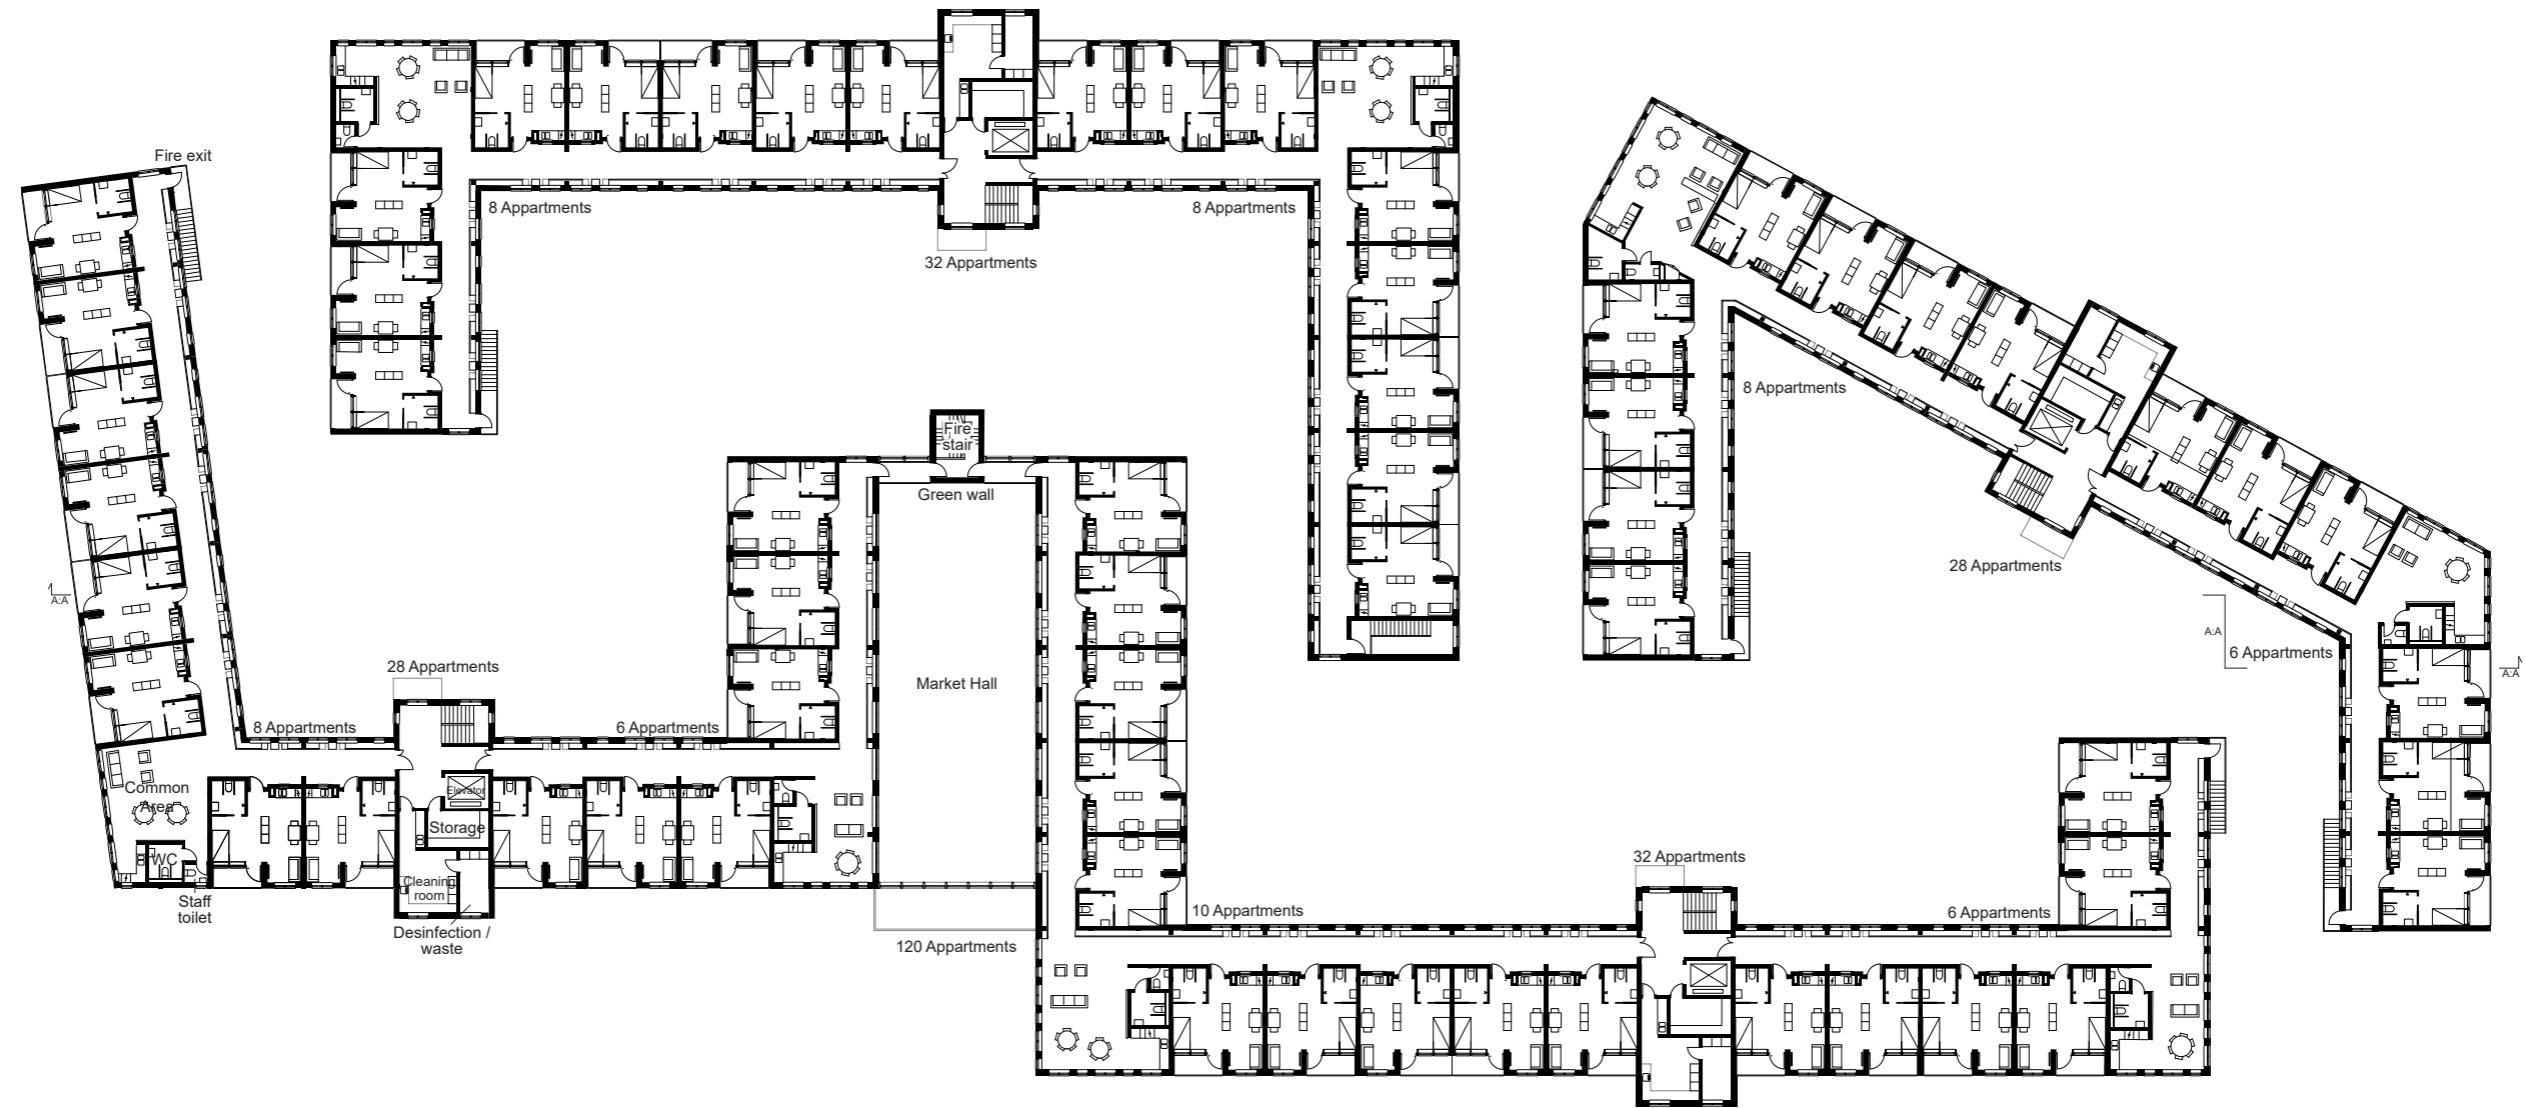 Fire exit
8 Appartments
8 Appartments
32 Appartments
8 Appartments
Fire
stair
Green wall
28 Appartments
A:A
A:A
6 Appartments
A:A
28 Appartments
Market Hall
8 Appartments
6 Appartments
Common
Area
Elevator
Storage
WC
Cleaning
room
Staff
toilet
Desinfection /
waste
120 Appartments
32 Appartments
10 Appartments
6 Appartments